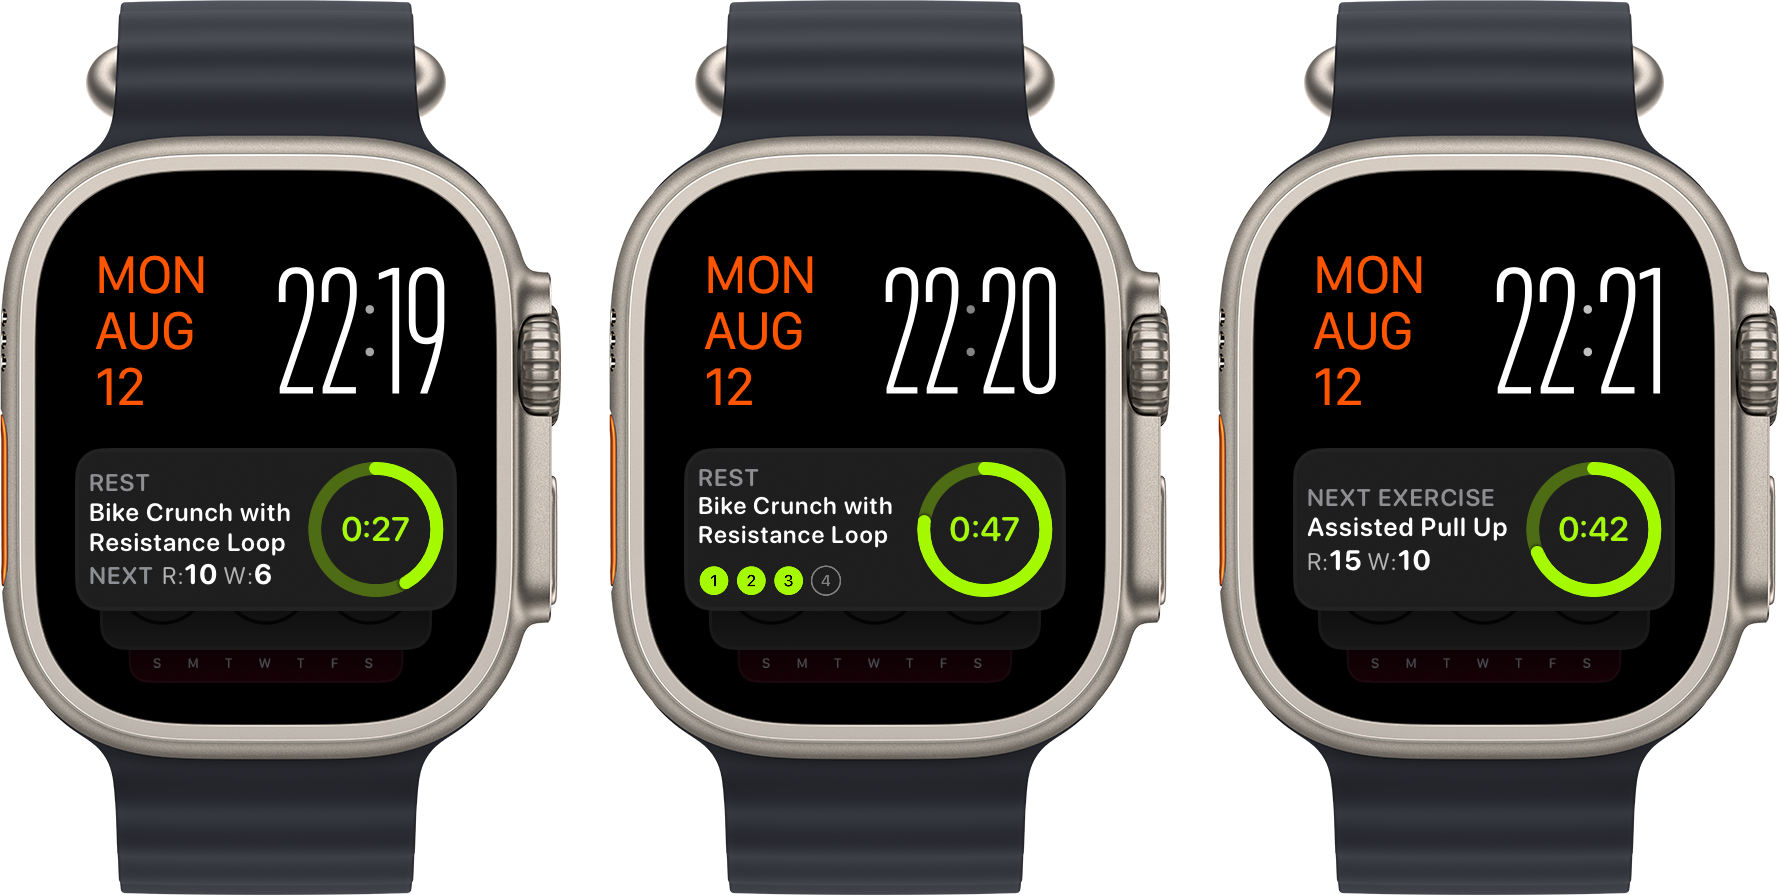 MON
AUG
12
22:19
REST
Bike Crunch with
Resistance Loop
NEXT R:10 W:6
0:27
S M T W T F S
MON
AUG
12
22:20
REST
Bike Crunch with
Resistance Loop
1 2 3 4
0:47
S M T W T F S
MON
AUG
12
22:21
NEXT EXERCISE
Assisted Pull Up
R:15 W:10
0:42
S M T W T F S